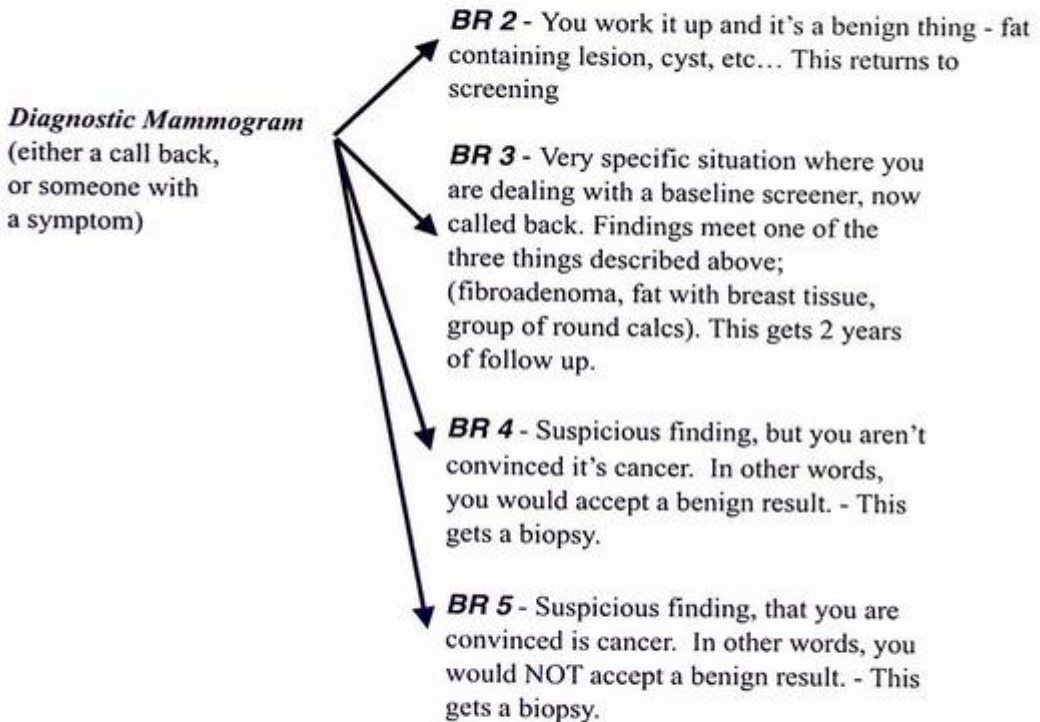 Diagnostic Mammogram
(either a call back,
or someone with
a symptom)
BR 2 - You work it up and it's a benign thing - fat
containing lesion, cyst, etc... This returns to
screening
BR 3 - Very specific situation where you
are dealing with a baseline screener, now
called back. Findings meet one of the
three things described above;
(fibroadenoma, fat with breast tissue,
group of round calcs). This gets 2 years
of follow up.
BR 4 - Suspicious finding, but you aren't
convinced it's cancer. In other words,
you would accept a benign result. - This
gets a biopsy.
BR 5 - Suspicious finding, that you are
convinced is cancer. In other words, you
would NOT accept a benign result. - This
gets a biopsy.